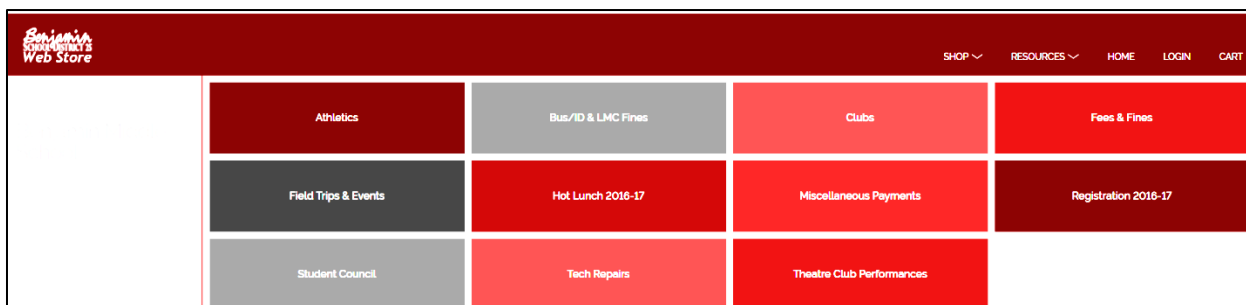 Benjamin
SCHOOL DISTRICT 25
Web Store
SHOP RESOURCES HOME LOGIN CART
Athletics Bus/ID & LMC Fines Clubs Fees & Fines
Field Trips & Events Hot Lunch 2016-17 Miscellaneous Payments Registration 2016-17
Student Council Tech Repairs Theatre Club Performances